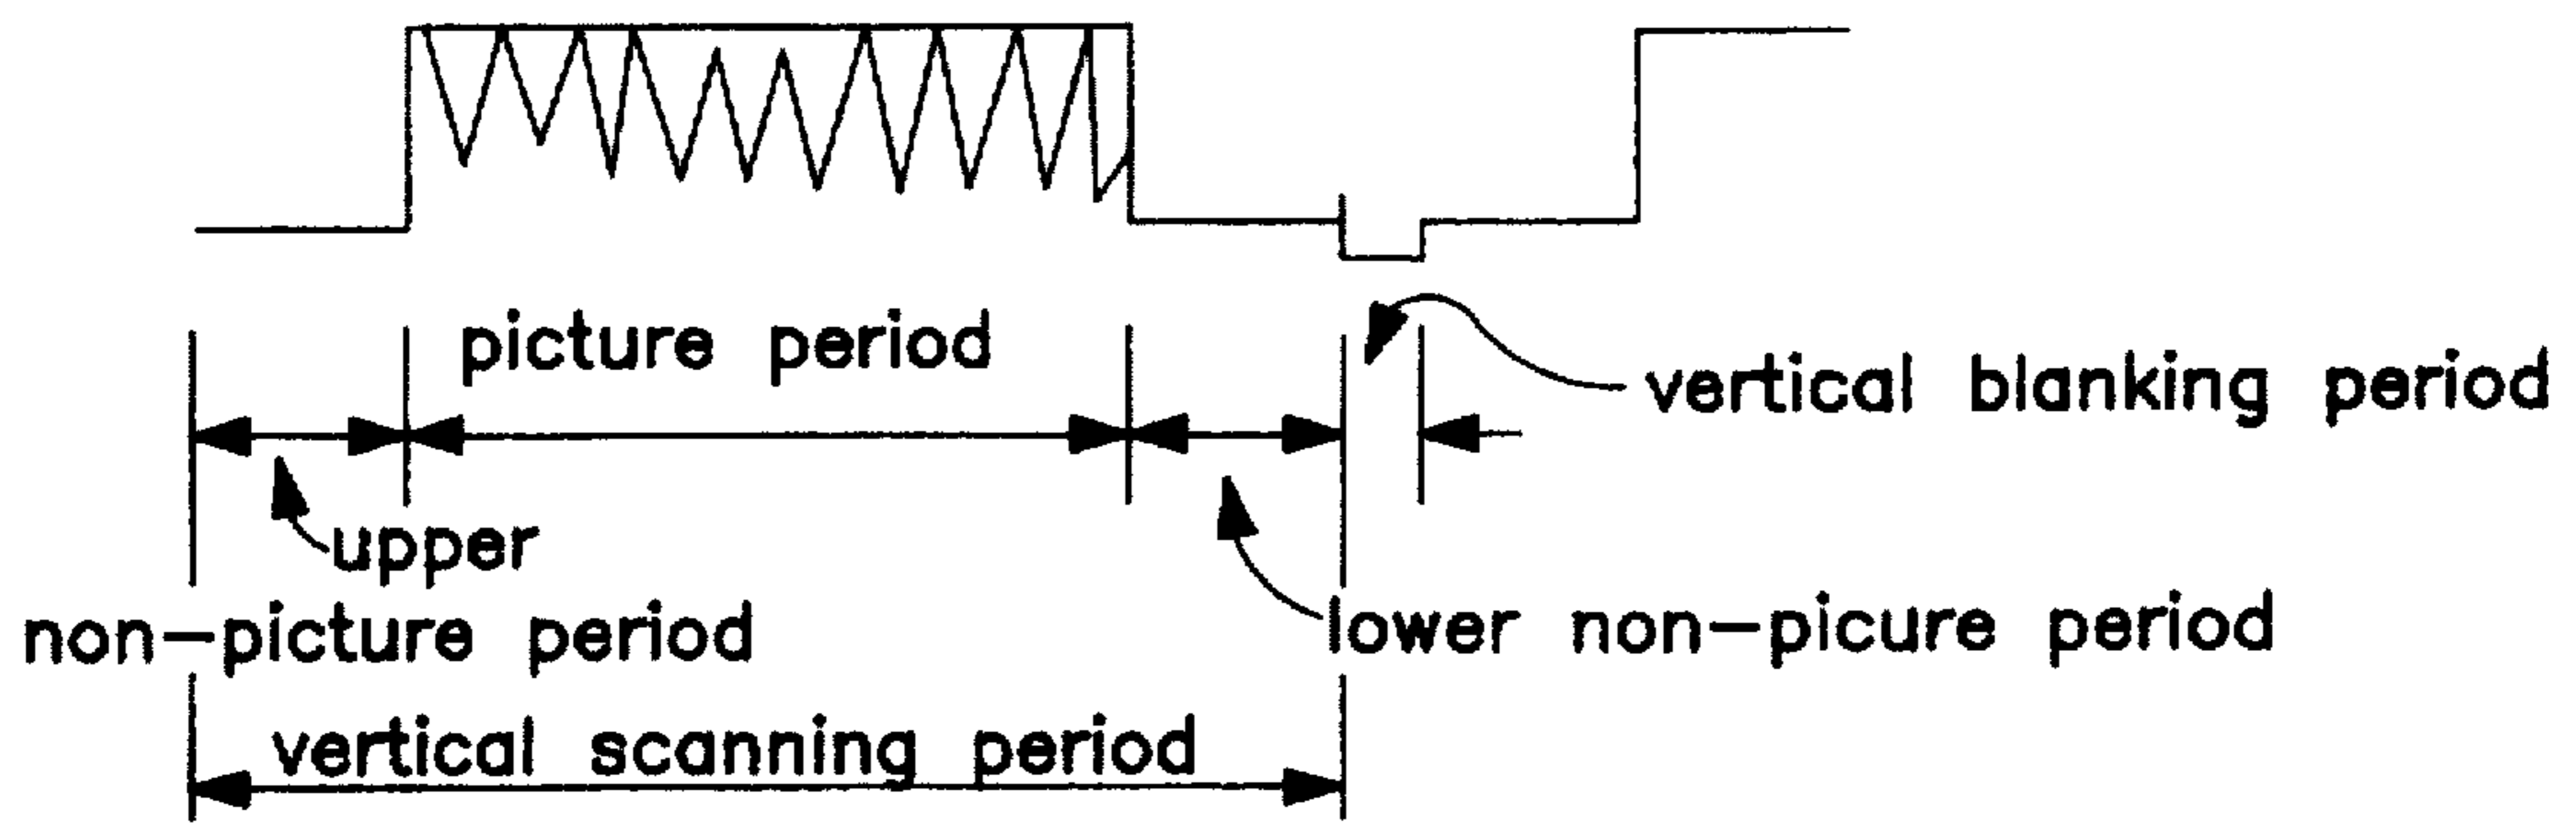 picture period
vertical blanking period
upper
non-picture period
lower non-picure period
vertical scanning period